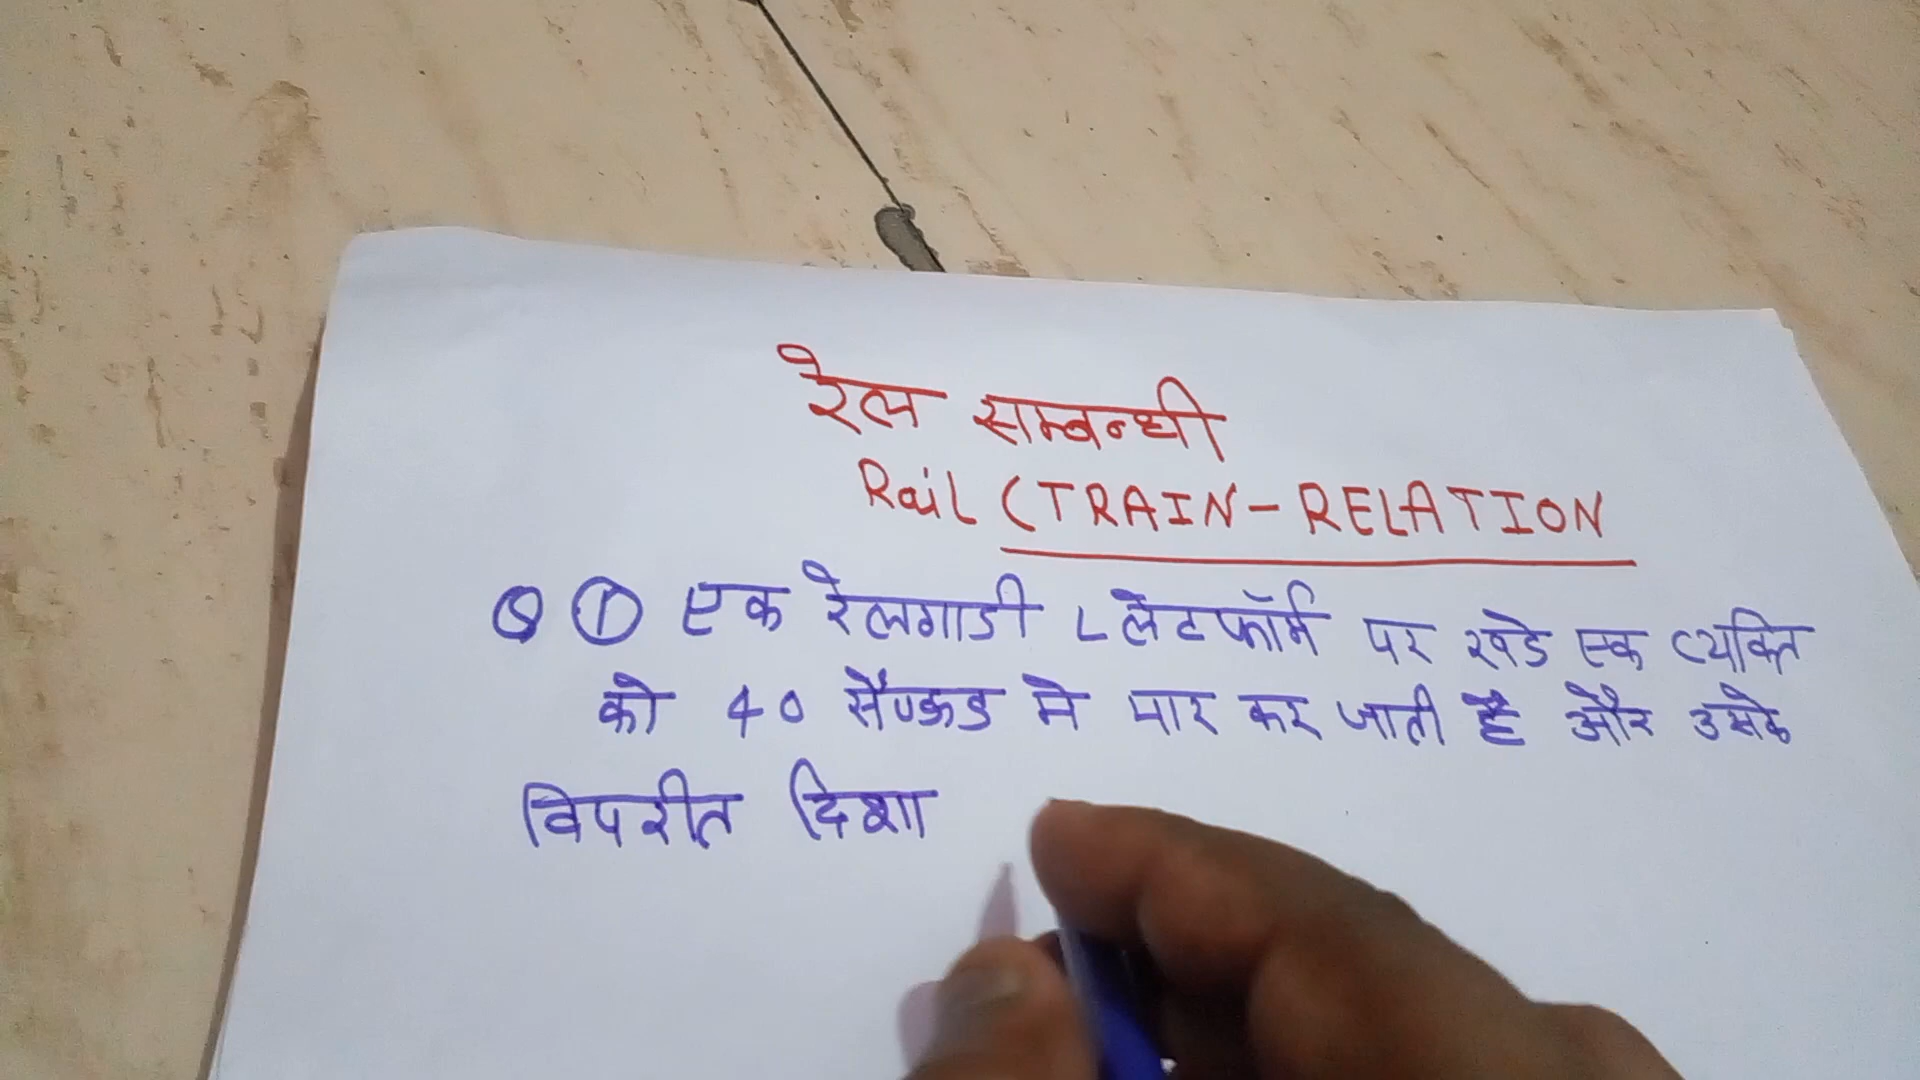 रेल सम्बन्धी
Rail (TRAIN-RELATION
Q ① एक रेलगाडी प्लेटफॉर्म पर खडे एक व्यक्ति
को 40 सैण्कड मे पार कर जाती है और उसके
विपरीत दिशा